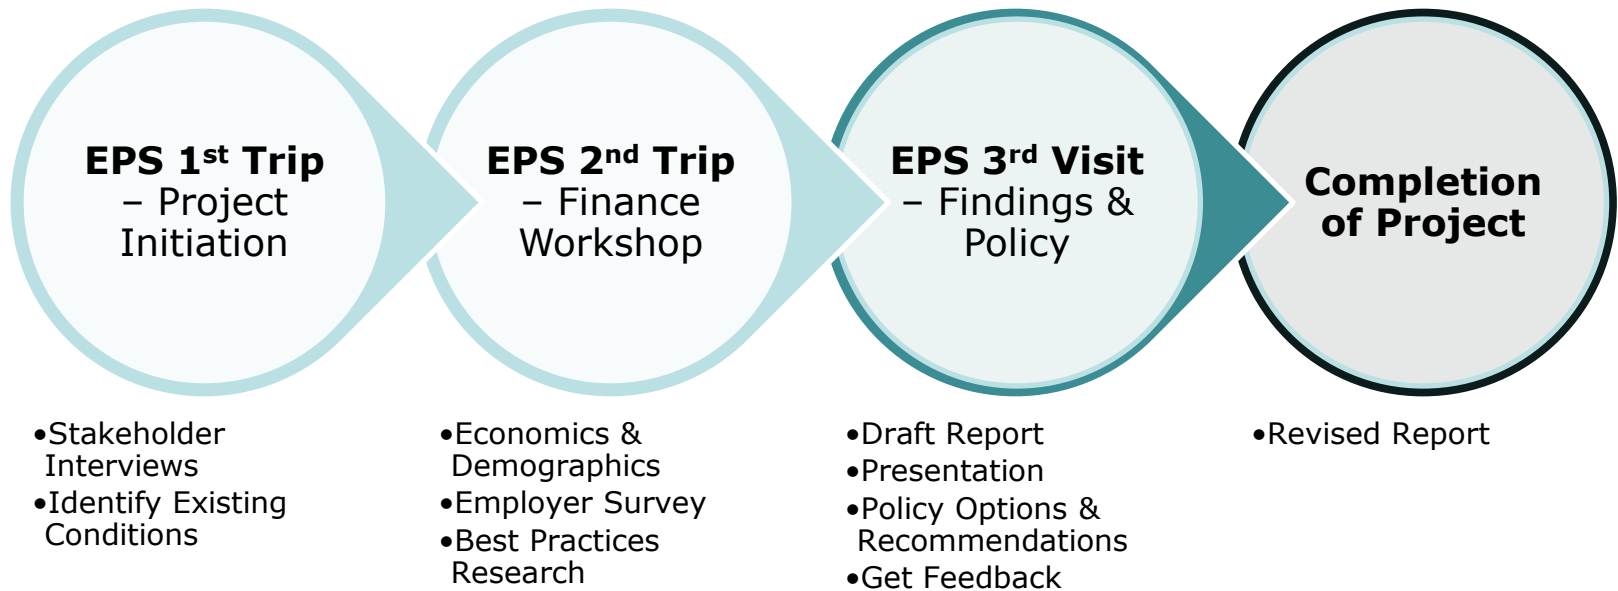 EPS 1st Trip
– Project
Initiation
•Stakeholder
Interviews
•Identify Existing
Conditions
EPS 2nd Trip
– Finance
Workshop
•Economics &
Demographics
•Employer Survey
•Best Practices
Research
EPS 3rd Visit
– Findings &
Policy
•Draft Report
•Presentation
•Policy Options &
Recommendations
•Get Feedback
Completion
of Project
•Revised Report